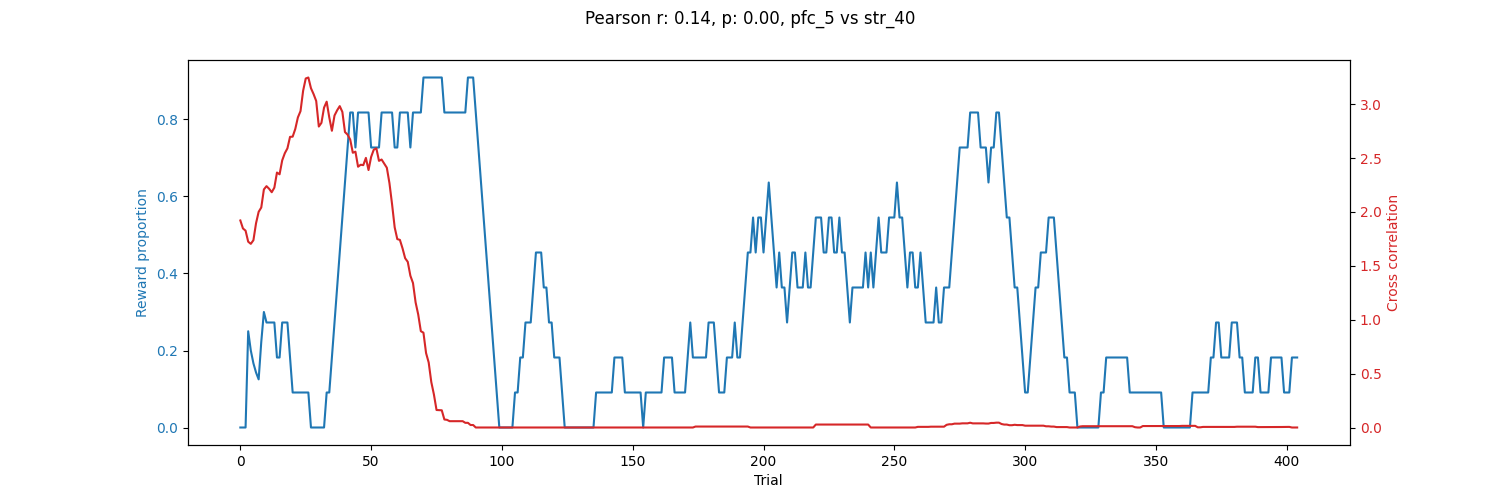 Pearson r: 0.14, p: 0.00, pfc_5 vs str_40
Reward proportion
0.8
0.6
0.4
0.2
0.0
3.0
2.5
2.0
1.5
1.0
0.5
0.0
Cross correlation
0 50 100 150 200 250 300 350 400
Trial